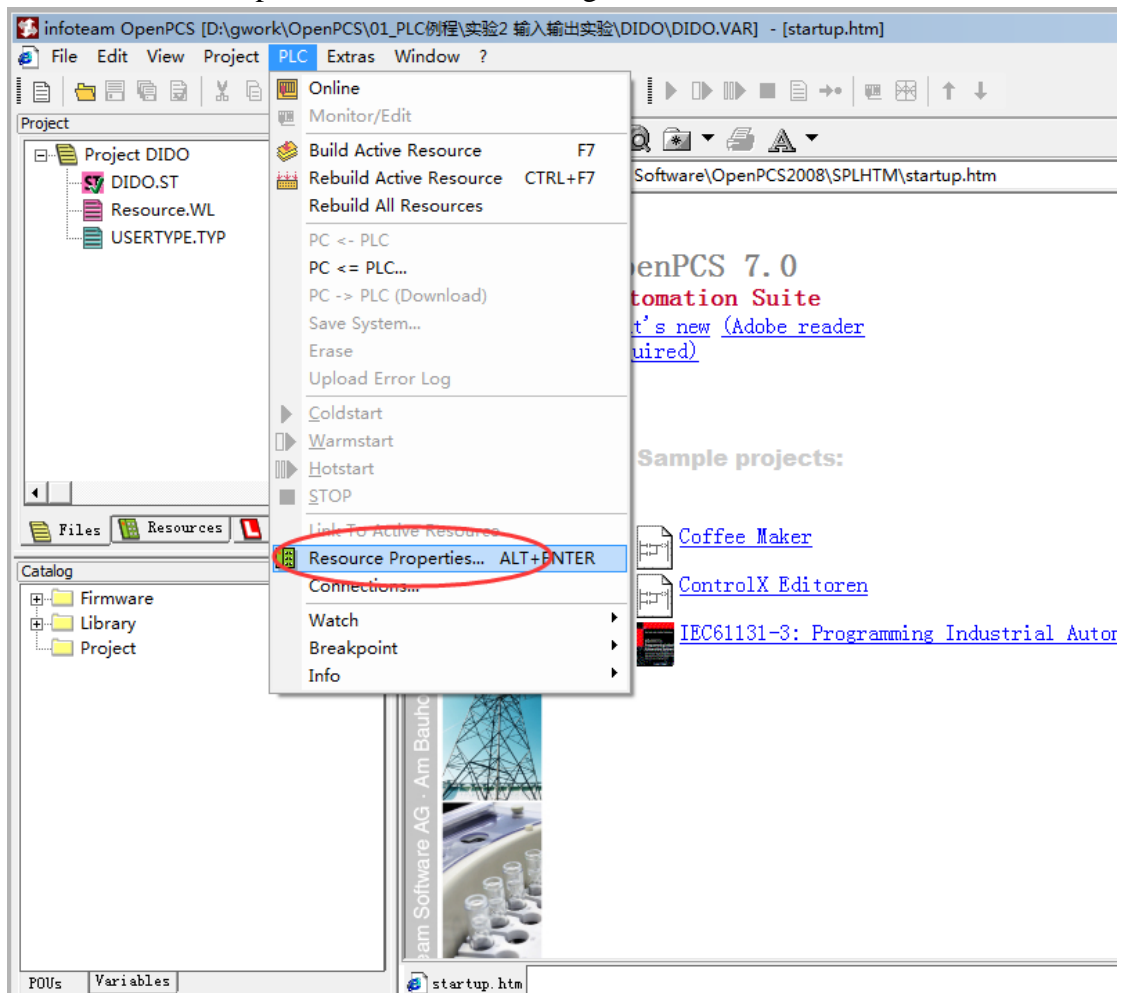 infoteam OpenPCS [D:\gwork\OpenPCS\01_PLC例程\实验2 输入输出实验\DIDO\DIDO.VAR] - [startup.htm]
File Edit View Project PLC Extras Window ?
Project
Project DIDO
DIDO.ST
Resource.WL
USERTYPE.TYP
Files Resources
Catalog
Firmware
Library
Project
POUs Variables
Online
Monitor/Edit
Build Active Resource F7
Rebuild Active Resource CTRL+F7
Rebuild All Resources
PC <- PLC
PC <= PLC...
PC -> PLC (Download)
Save System...
Erase
Upload Error Log
Coldstart
Warmstart
Hotstart
STOP
Link To Active Resource
Resource Properties... ALT+ENTER
Connections...
Watch
Breakpoint
Info
Software\OpenPCS2008\SPLHTM\startup.htm
enPCS 7.0
tomation Suite
t's new (Adobe reader
uired)
Sample projects:
Coffee Maker
ControlX Editoren
IEC61131-3: Programming Industrial Autor
eam Software AG · Am Bauho
startup.htm